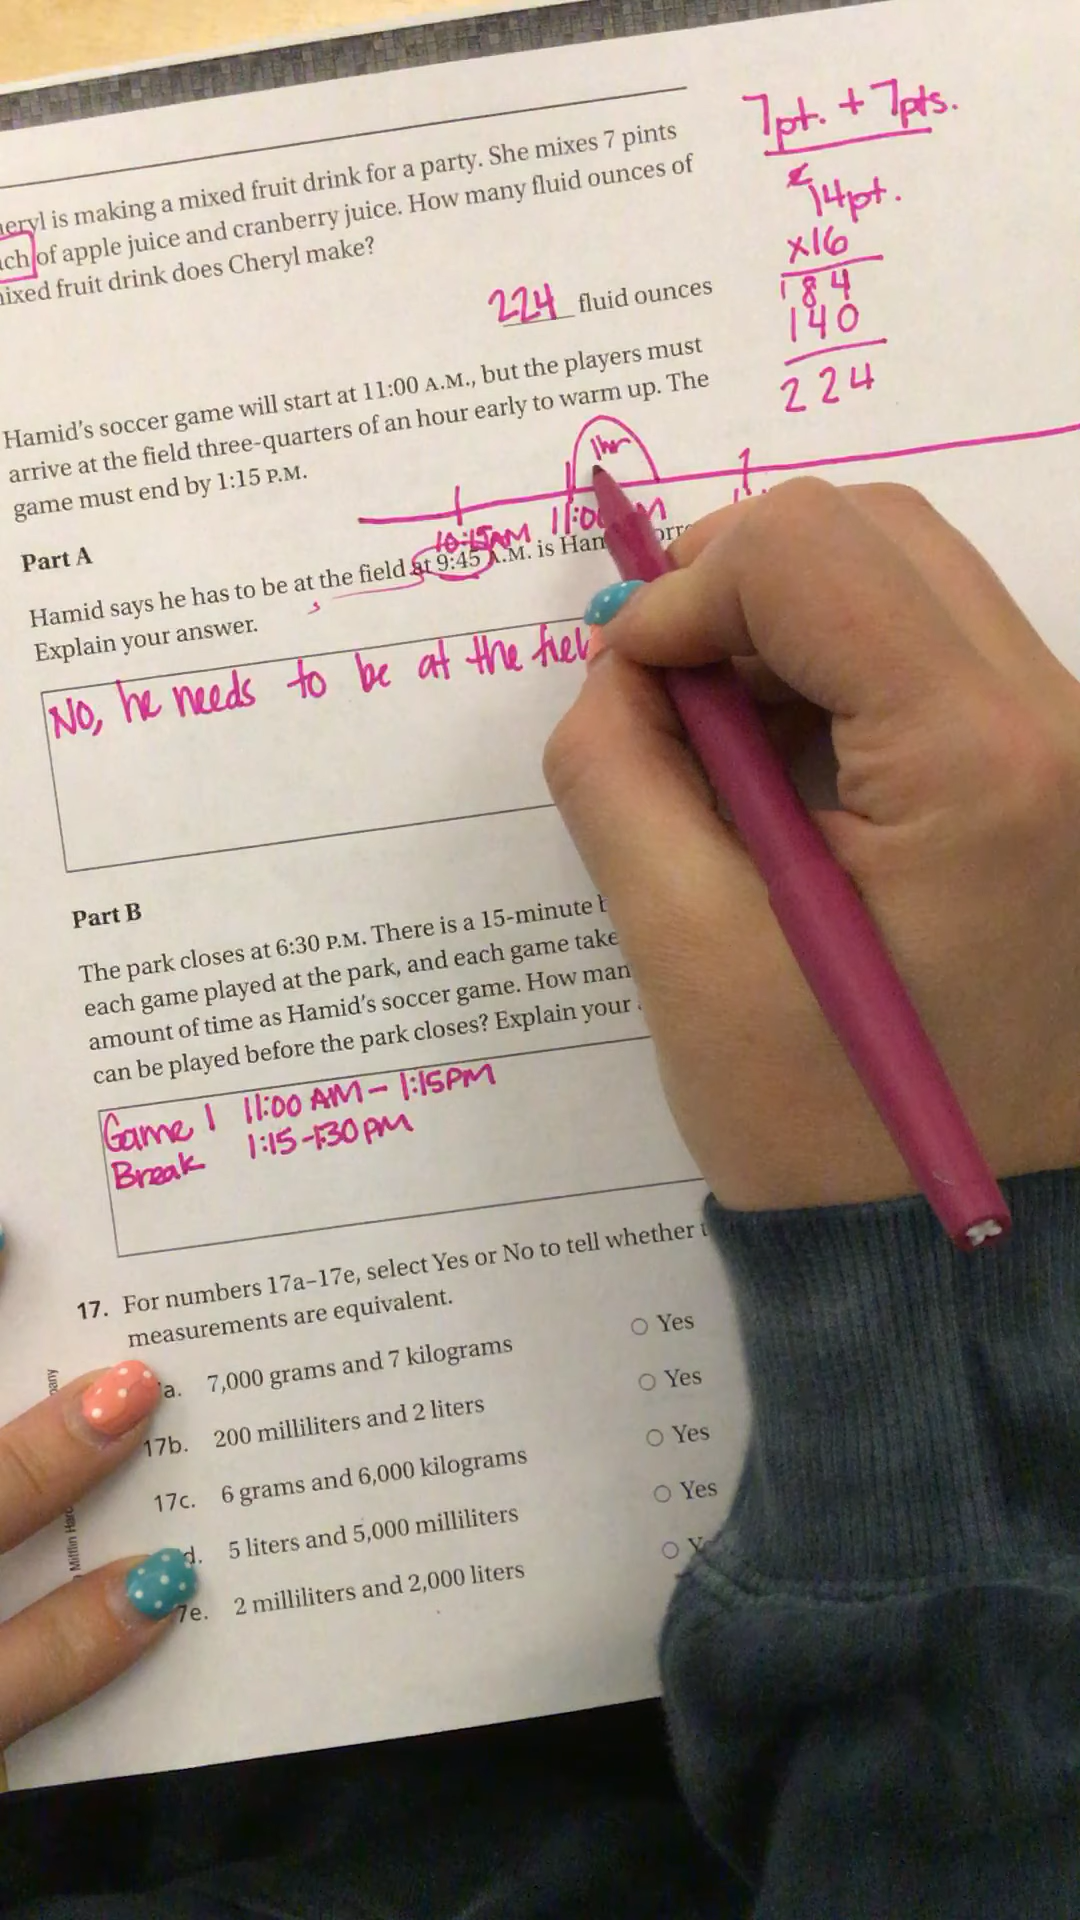 7pt. + 7pts.
eryl is making a mixed fruit drink for a party. She mixes 7 pints
ach of apple juice and cranberry juice. How many fluid ounces of
ixed fruit drink does Cheryl make?
14pt.
x16
184
140
224
224 fluid ounces
Hamid's soccer game will start at 11:00 A.M., but the players must
arrive at the field three-quarters of an hour early to warm up. The
game must end by 1:15 P.M.
1hr
10:15AM 11:00
Part A
Hamid says he has to be at the field at 9:45 A.M. is Ham
Explain your answer.
No, he needs to be at the fiel
Part B
The park closes at 6:30 P.M. There is a 15-minute
each game played at the park, and each game take
amount of time as Hamid's soccer game. How man
can be played before the park closes? Explain your
Game 1 11:00 AM - 1:15PM
Break 1:15-1:30 PM
17. For numbers 17a–17e, select Yes or No to tell whether
measurements are equivalent.
a. 7,000 grams and 7 kilograms Yes
17b. 200 milliliters and 2 liters Yes
17c. 6 grams and 6,000 kilograms Yes
d. 5 liters and 5,000 milliliters Yes
7e. 2 milliliters and 2,000 liters Y